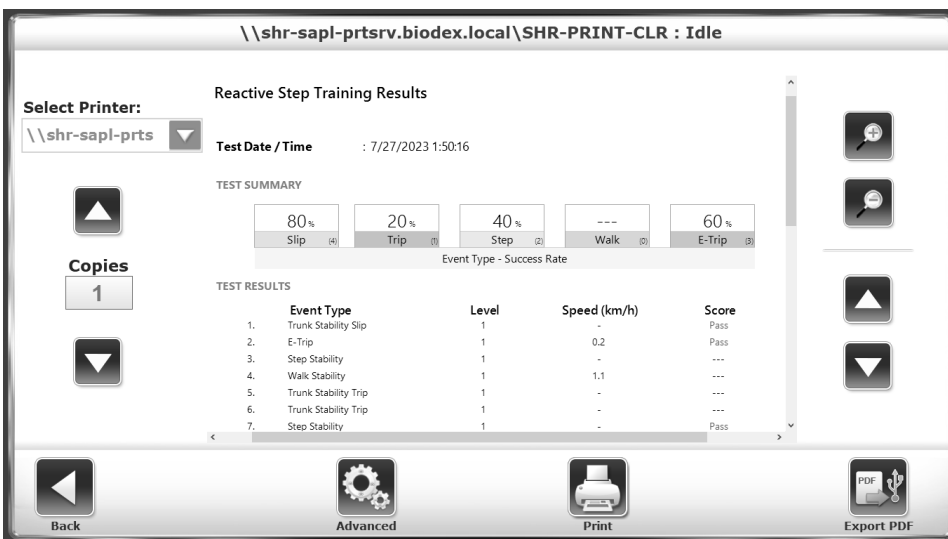 \\shr-sapl-prtsrv.biodex.local\SHR-PRINT-CLR : Idle
Select Printer:
\\shr-sapl-prts
Copies
1
Reactive Step Training Results
Test Date / Time : 7/27/2023 1:50:16
TEST SUMMARY
80 % 20 % 40 % --- 60 %
Slip (4) Trip (1) Step (2) Walk (0) E-Trip (3)
Event Type - Success Rate
TEST RESULTS
Event Type Level Speed (km/h) Score
1. Trunk Stability Slip 1 - Pass
2. E-Trip 1 0.2 Pass
3. Step Stability 1 - ---
4. Walk Stability 1 1.1 ---
5. Trunk Stability Trip 1 - ---
6. Trunk Stability Trip 1 - ---
7. Step Stability 1 - Pass
Back
Advanced
Print
PDF
Export PDF